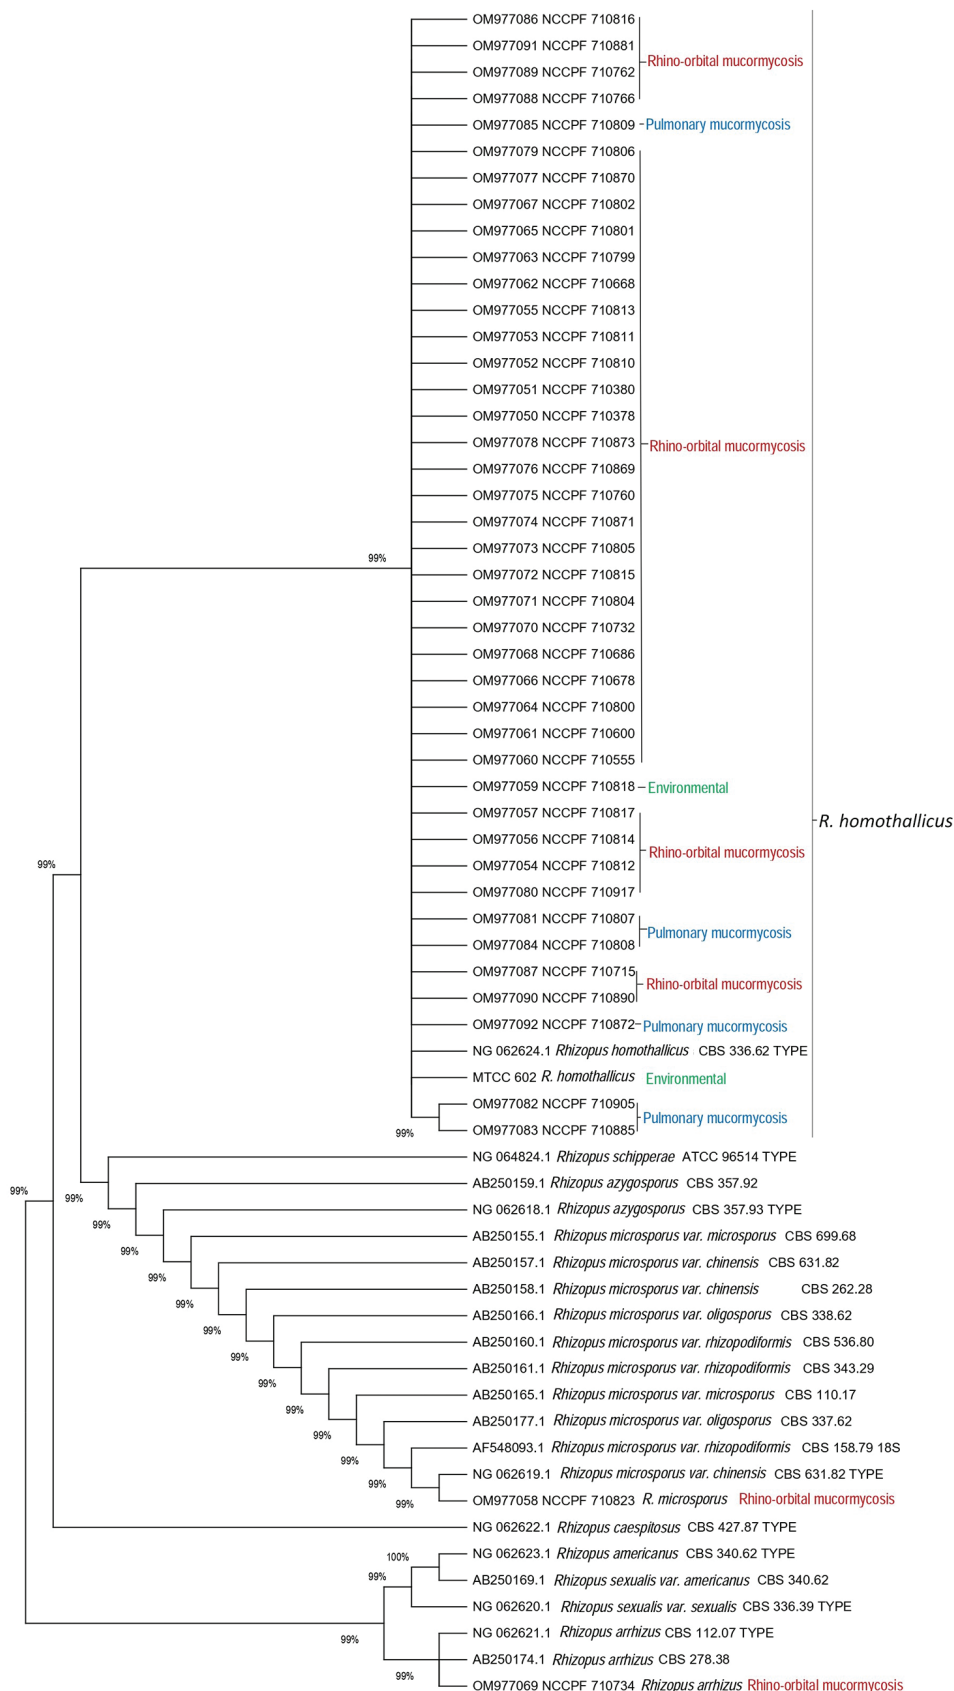 OM977086 NCCPF 710816
OM977091 NCCPF 710881
Rhino-orbital mucormycosis
OM977089 NCCPF 710762
OM977088 NCCPF 710766
OM977085 NCCPF 710809 Pulmonary mucormycosis
OM977079 NCCPF 710806
OM977077 NCCPF 710870
OM977067 NCCPF 710802
OM977065 NCCPF 710801
OM977063 NCCPF 710799
OM977062 NCCPF 710668
OM977055 NCCPF 710813
OM977053 NCCPF 710811
OM977052 NCCPF 710810
OM977051 NCCPF 710380
OM977050 NCCPF 710378
OM977078 NCCPF 710873 Rhino-orbital mucormycosis
OM977076 NCCPF 710869
OM977075 NCCPF 710760
OM977074 NCCPF 710871
OM977073 NCCPF 710805
99%
OM977072 NCCPF 710815
OM977071 NCCPF 710804
OM977070 NCCPF 710732
OM977068 NCCPF 710686
OM977066 NCCPF 710678
OM977064 NCCPF 710800
OM977061 NCCPF 710600
OM977060 NCCPF 710555
OM977059 NCCPF 710818 Environmental
OM977057 NCCPF 710817
R. homothallicus
OM977056 NCCPF 710814
Rhino-orbital mucormycosis
OM977054 NCCPF 710812
99%
OM977080 NCCPF 710917
OM977081 NCCPF 710807
Pulmonary mucormycosis
OM977084 NCCPF 710808
OM977087 NCCPF 710715
Rhino-orbital mucormycosis
OM977090 NCCPF 710890
OM977092 NCCPF 710872 Pulmonary mucormycosis
NG 062624.1 Rhizopus homothallicus CBS 336.62 TYPE
MTCC 602 R. homothallicus Environmental
OM977082 NCCPF 710905
Pulmonary mucormycosis
OM977083 NCCPF 710885
99%
NG 064824.1 Rhizopus schipperae ATCC 96514 TYPE
AB250159.1 Rhizopus azygosporus CBS 357.92
99%
99%
NG 062618.1 Rhizopus azygosporus CBS 357.93 TYPE
99%
AB250155.1 Rhizopus microsporus var. microsporus CBS 699.68
99%
AB250157.1 Rhizopus microsporus var. chinensis CBS 631.82
99%
AB250158.1 Rhizopus microsporus var. chinensis CBS 262.28
99%
AB250166.1 Rhizopus microsporus var. oligosporus CBS 338.62
99%
AB250160.1 Rhizopus microsporus var. rhizopodiformis CBS 536.80
99%
AB250161.1 Rhizopus microsporus var. rhizopodiformis CBS 343.29
99%
AB250165.1 Rhizopus microsporus var. microsporus CBS 110.17
99%
AB250177.1 Rhizopus microsporus var. oligosporus CBS 337.62
99%
AF548093.1 Rhizopus microsporus var. rhizopodiformis CBS 158.79 18S
99%
NG 062619.1 Rhizopus microsporus var. chinensis CBS 631.82 TYPE
99%
OM977058 NCCPF 710823 R. microsporus Rhino-orbital mucormycosis
99%
NG 062622.1 Rhizopus caespitosus CBS 427.87 TYPE
NG 062623.1 Rhizopus americanus CBS 340.62 TYPE
100%
99%
AB250169.1 Rhizopus sexualis var. americanus CBS 340.62
NG 062620.1 Rhizopus sexualis var. sexualis CBS 336.39 TYPE
NG 062621.1 Rhizopus arrhizus CBS 112.07 TYPE
99%
AB250174.1 Rhizopus arrhizus CBS 278.38
99%
OM977069 NCCPF 710734 Rhizopus arrhizus Rhino-orbital mucormycosis